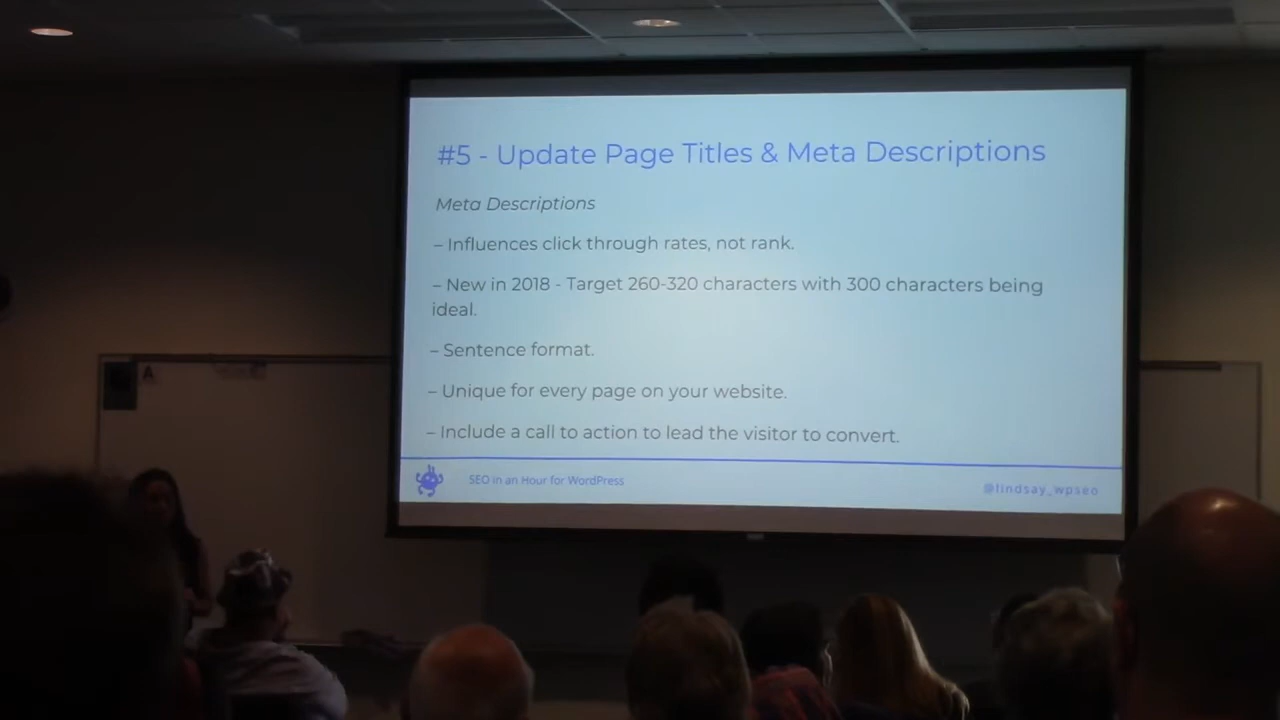 #5 - Update Page Titles & Meta Descriptions
Meta Descriptions
– Influences click through rates, not rank.
– New in 2018 - Target 260-320 characters with 300 characters being
ideal.
– Sentence format.
– Unique for every page on your website.
– Include a call to action to lead the visitor to convert.
SEO in an Hour for WordPress
@lindsay_wpseo
A